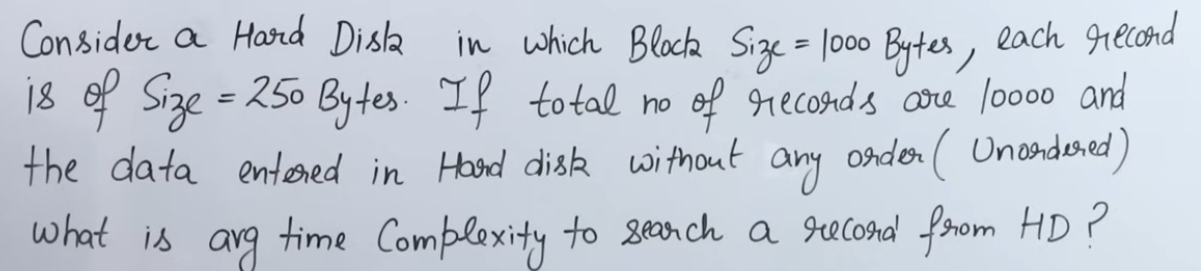 Consider a Hard Disk in which Block Size = 1000 Bytes, each record
is of Size = 250 Bytes. If total no of records are 10000 and
the data entered in Hard disk without any order ( Unordered)
what is avg time Complexity to search a record from HD ?